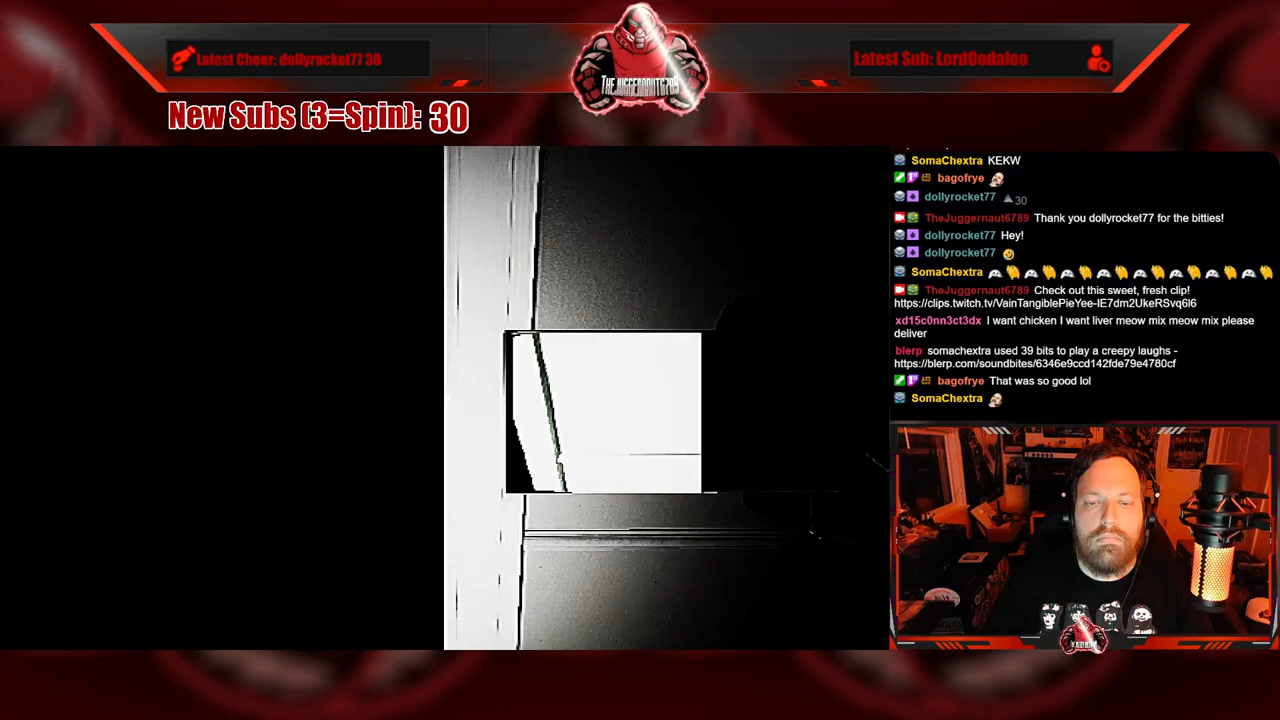 Latest Cheer: dollyrocket77 30
THEJUGGERNAUT6789
Latest Sub: LordOodaloo
New Subs (3=Spin): 30
SomaChextra KEKW
bagofrye
dollyrocket77 30
TheJuggernaut6789 Thank you dollyrocket77 for the bitties!
dollyrocket77 Hey!
dollyrocket77
SomaChextra
TheJuggernaut6789 Check out this sweet, fresh clip!
https://clips.twitch.tv/VainTangiblePieYee-lE7dm2UkeRSvq6l6
xd15c0nn3ct3dx I want chicken I want liver meow mix meow mix please
deliver
blerp somachextra used 39 bits to play a creepy laughs -
https://blerp.com/soundbites/6346e9ccd142fde79e4780cf
bagofrye That was so good lol
SomaChextra